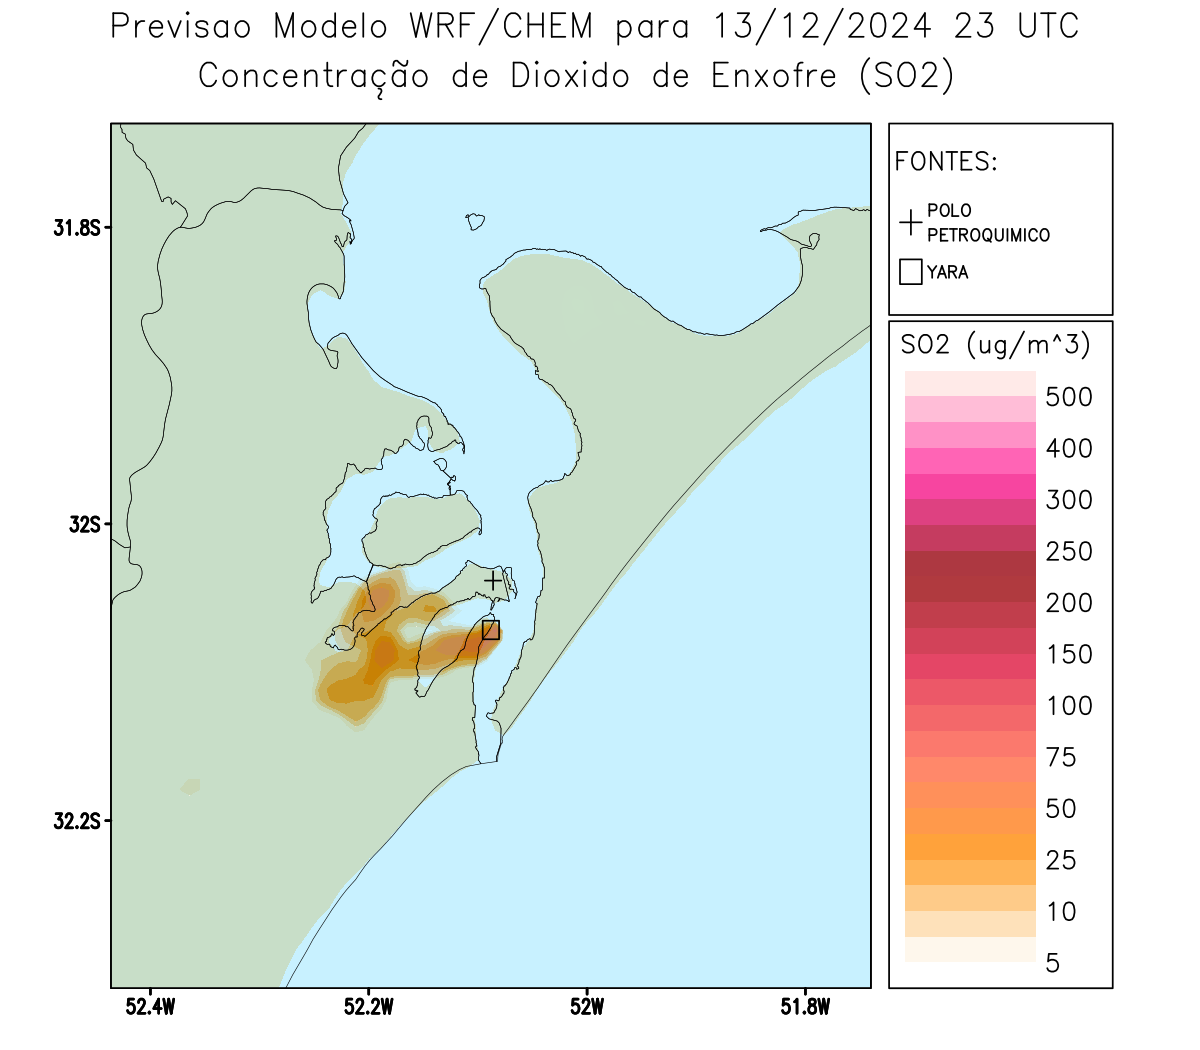 Previsao Modelo WRF/CHEM para 13/12/2024 23 UTC
Concentração de Dioxido de Enxofre (SO2)
FONTES:
POLO
PETROQUIMICO
YARA
31.8S
32S
32.2S
52.4W
52.2W
52W
51.8W
SO2 (ug/m^3)
500
400
300
250
200
150
100
75
50
25
10
5